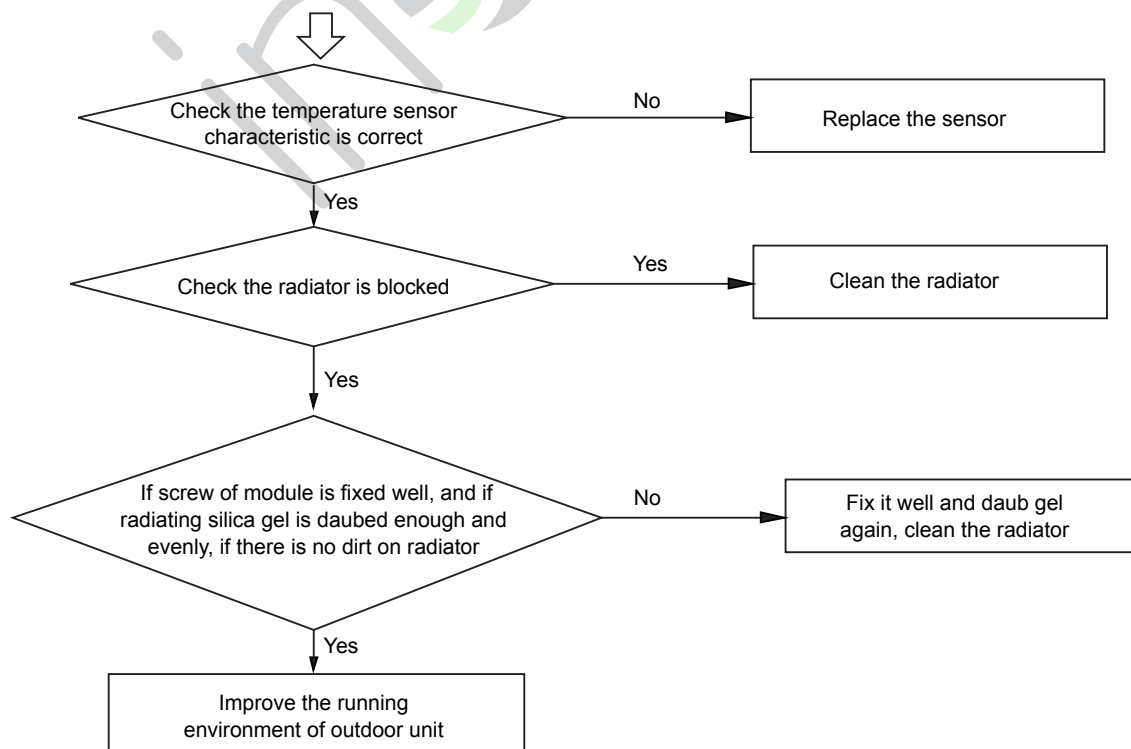 Check the temperature sensor
characteristic is correct
No
Replace the sensor
Yes
Check the radiator is blocked
Yes
Clean the radiator
Yes
If screw of module is fixed well, and if
radiating silica gel is daubed enough and
evenly, if there is no dirt on radiator
No
Fix it well and daub gel
again, clean the radiator
Yes
Improve the running
environment of outdoor unit